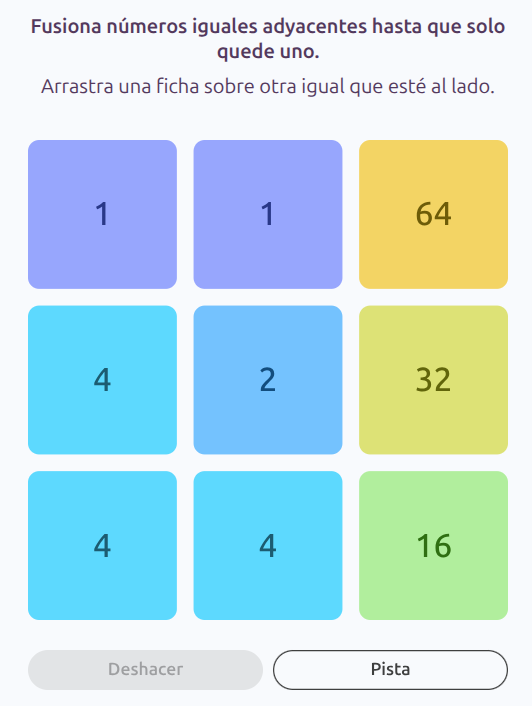 Fusiona números iguales adyacentes hasta que solo
quede uno.
Arrastra una ficha sobre otra igual que esté al lado.
1 1 64
4 2 32
4 4 16
Deshacer Pista